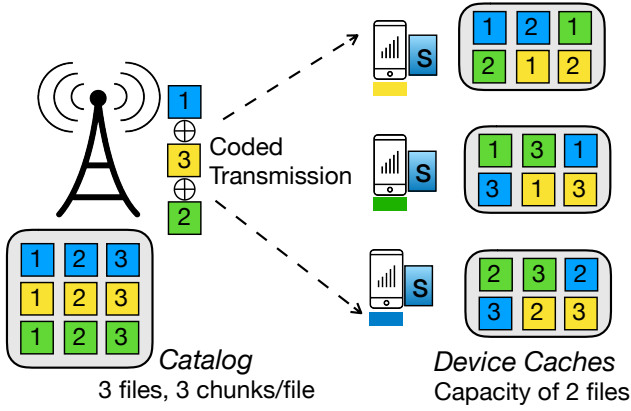 1
⊕
3
⊕
2
Coded
Transmission
1 2 3
1 2 3
1 2 3
Catalog
3 files, 3 chunks/file
S
1 2 1
2 1 2
S
1 3 1
3 1 3
S
2 3 2
3 2 3
Device Caches
Capacity of 2 files